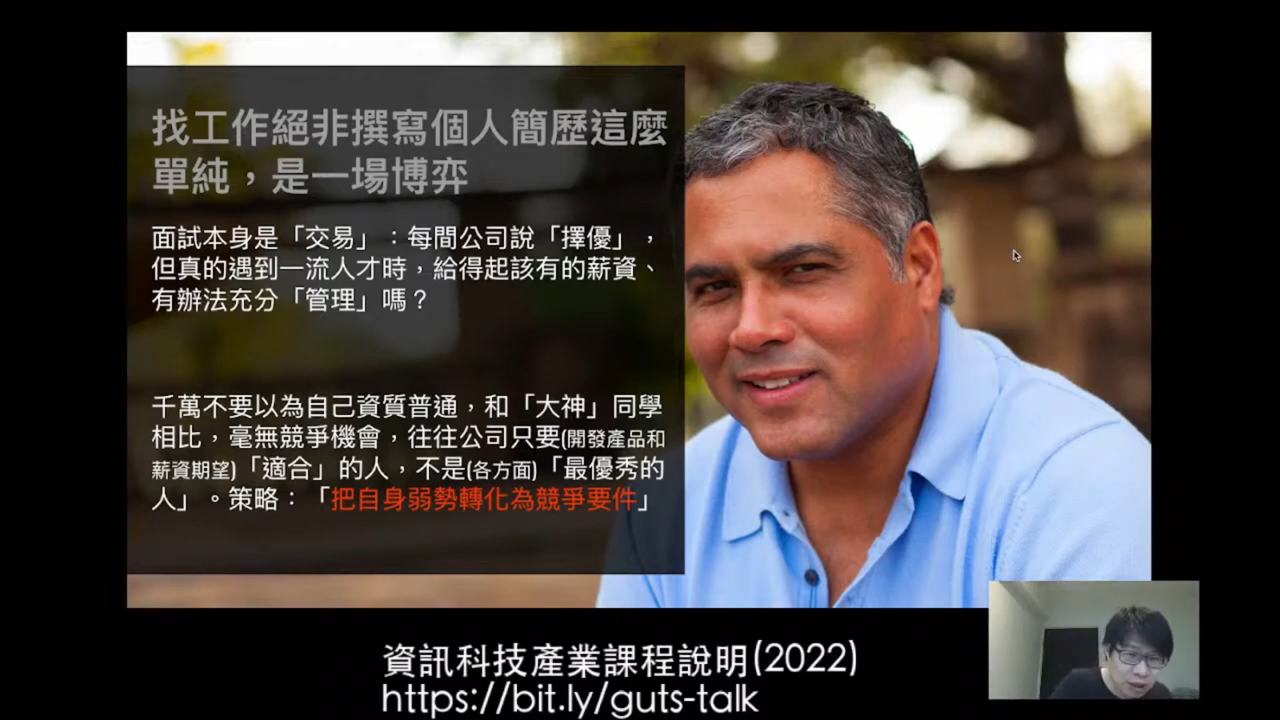 找工作絕非撰寫個人簡歷這麼
單純，是一場博弈
面試本身是「交易」：每間公司說「擇優」，
但真的遇到一流人才時，給得起該有的薪資、
有辦法充分「管理」嗎？
千萬不要以為自己資質普通，和「大神」同學
相比，毫無競爭機會，往往公司只要(開發產品和
薪資期望)「適合」的人，不是(各方面)「最優秀的
人」。策略：「把自身弱勢轉化為競爭要件」
資訊科技產業課程說明(2022)
https://bit.ly/guts-talk